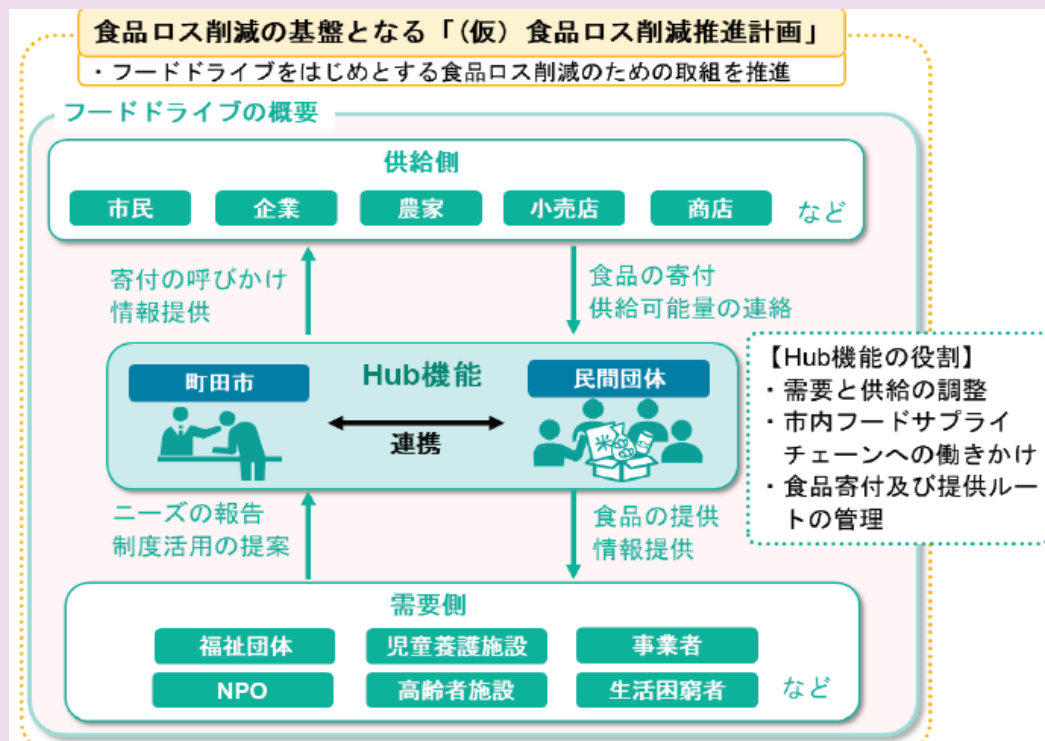 食品ロス削減の基盤となる「(仮)食品ロス削減推進計画」
・フードドライブをはじめとする食品ロス削減のための取組を推進
フードドライブの概要
供給側
市民
企業
農家
小売店
商店
など
寄付の呼びかけ
情報提供
食品の寄付
供給可能量の連絡
Hub機能
町田市
民間団体
連携
【Hub機能の役割】
・需要と供給の調整
・市内フードサプライ
チェーンへの働きかけ
・食品寄付及び提供ルー
トの管理
ニーズの報告
制度活用の提案
食品の提供
情報提供
需要側
福祉団体
児童養護施設
事業者
NPO
高齢者施設
生活困窮者
など